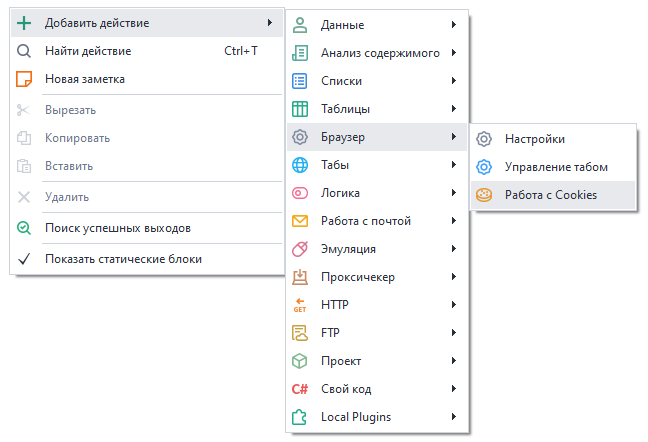 Добавить действие
Найти действие Ctrl+T
Новая заметка
Вырезать
Копировать
Вставить
Удалить
Поиск успешных выходов
Показать статические блоки
Данные
Анализ содержимого
Списки
Таблицы
Браузер
Табы
Логика
Работа с почтой
Эмуляция
Проксичекер
GET HTTP
FTP
Проект
C# Свой код
Local Plugins
Настройки
Управление табом
Работа с Cookies